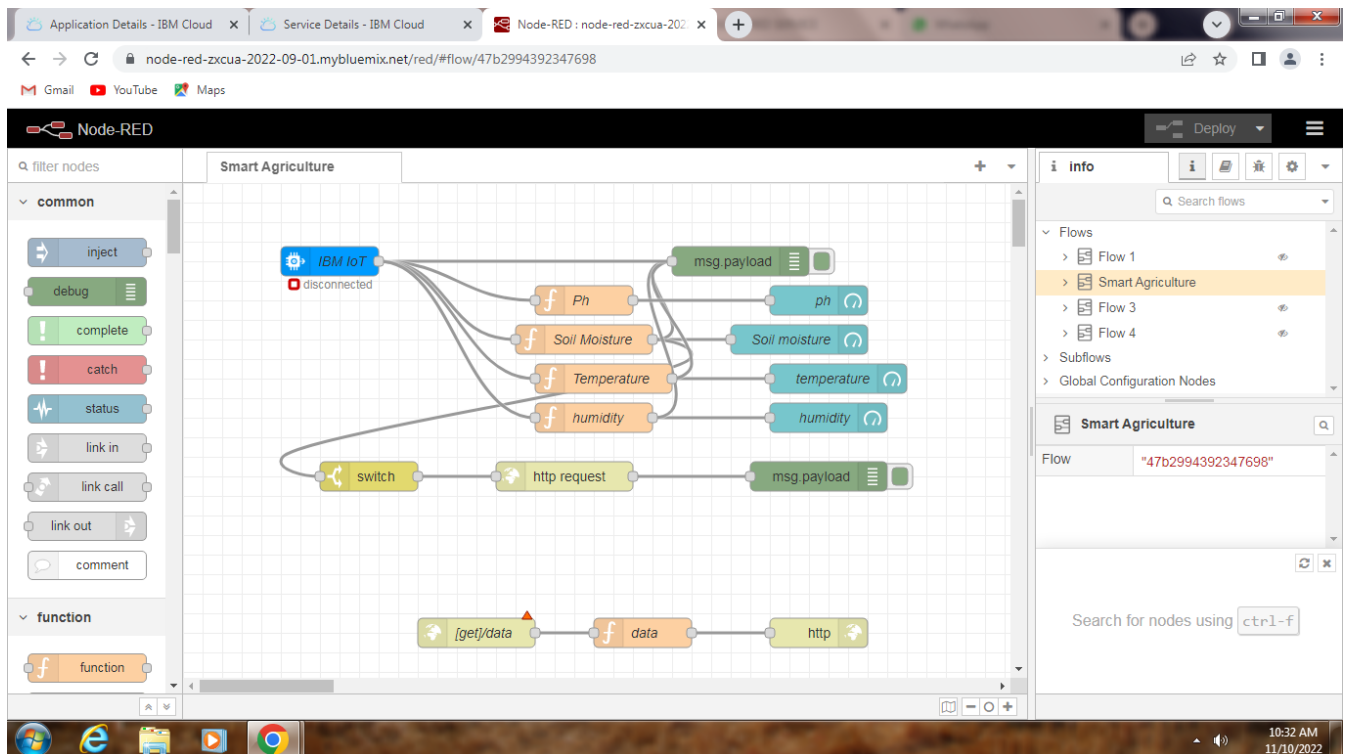 Application Details - IBM Cloud x Service Details - IBM Cloud x Node-RED : node-red-zxcua-202 x +
node-red-zxcua-2022-09-01.mybluemix.net/red/#flow/47b2994392347698
Gmail YouTube Maps
Node-RED Deploy
filter nodes Smart Agriculture + i info i
common Search flows
inject
debug
complete
catch
status
link in
link call
link out
comment
function
function
IBM IoT msg.payload
disconnected
Ph ph
Soil Moisture Soil moisture
Temperature temperature
humidity humidity
switch http request msg.payload
[get]/data data http
Flows
Flow 1
Smart Agriculture
Flow 3
Flow 4
Subflows
Global Configuration Nodes
Smart Agriculture
Flow "47b2994392347698"
Search for nodes using ctrl-f
10:32 AM
11/10/2022